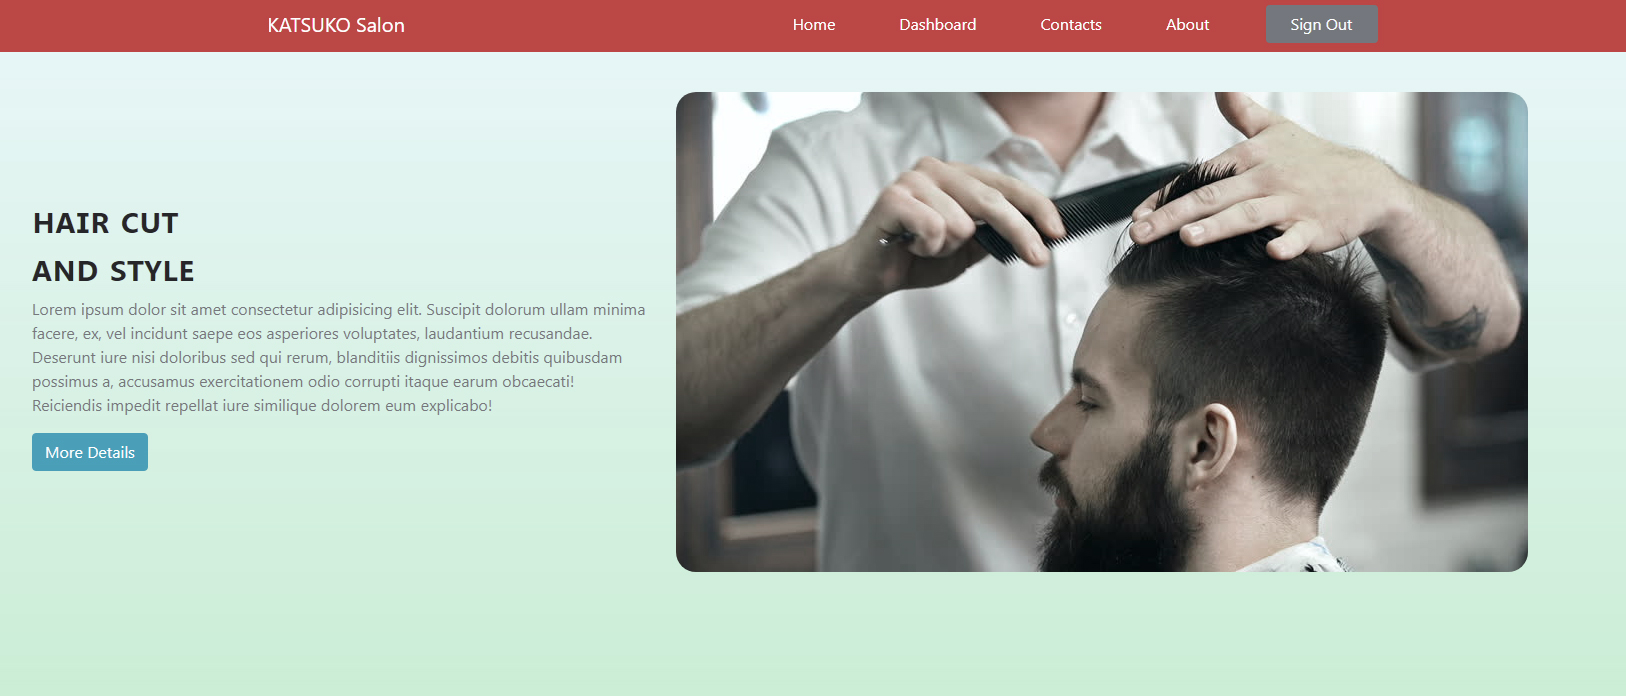 KATSUKO Salon
Home
Dashboard
Contacts
About
Sign Out
HAIR CUT
AND STYLE
Lorem ipsum dolor sit amet consectetur adipisicing elit. Suscipit dolorum ullam minima
facere, ex, vel incidunt saepe eos asperiores voluptates, laudantium recusandae.
Deserunt iure nisi doloribus sed qui rerum, blanditiis dignissimos debitis quibusdam
possimus a, accusamus exercitationem odio corrupti itaque earum obcaecati!
Reiciendis impedit repellat iure similique dolorem eum explicabo!
More Details